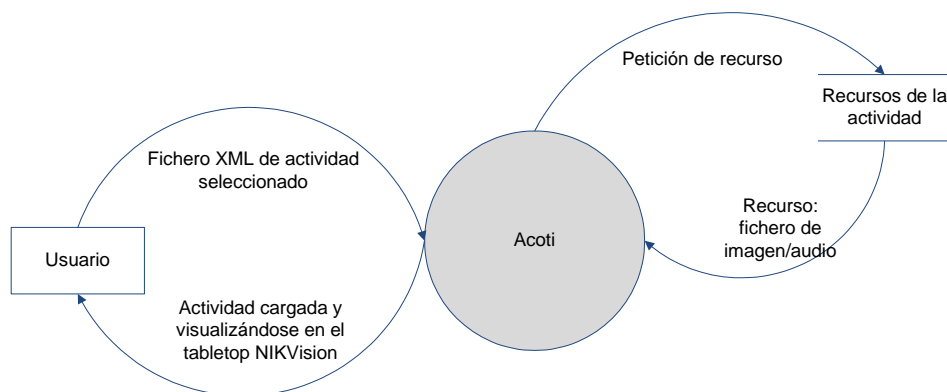 Petición de recurso
Recursos de la
actividad
Fichero XML de actividad
seleccionado
Recurso:
fichero de
imagen/audio
Acoti
Usuario
Actividad cargada y
visualizándose en el
tabletop NIKVision